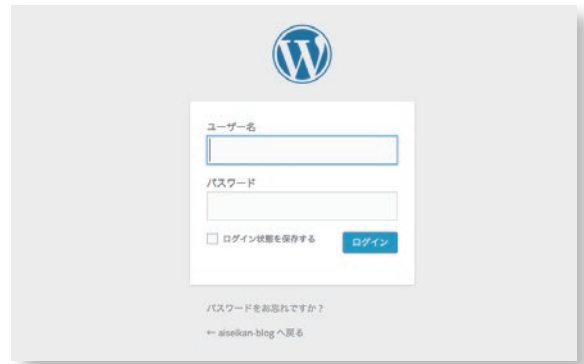 ユーザー名
パスワード
ログイン状態を保存する
ログイン
パスワードをお忘れですか ?
← aiseikan-blog へ戻る